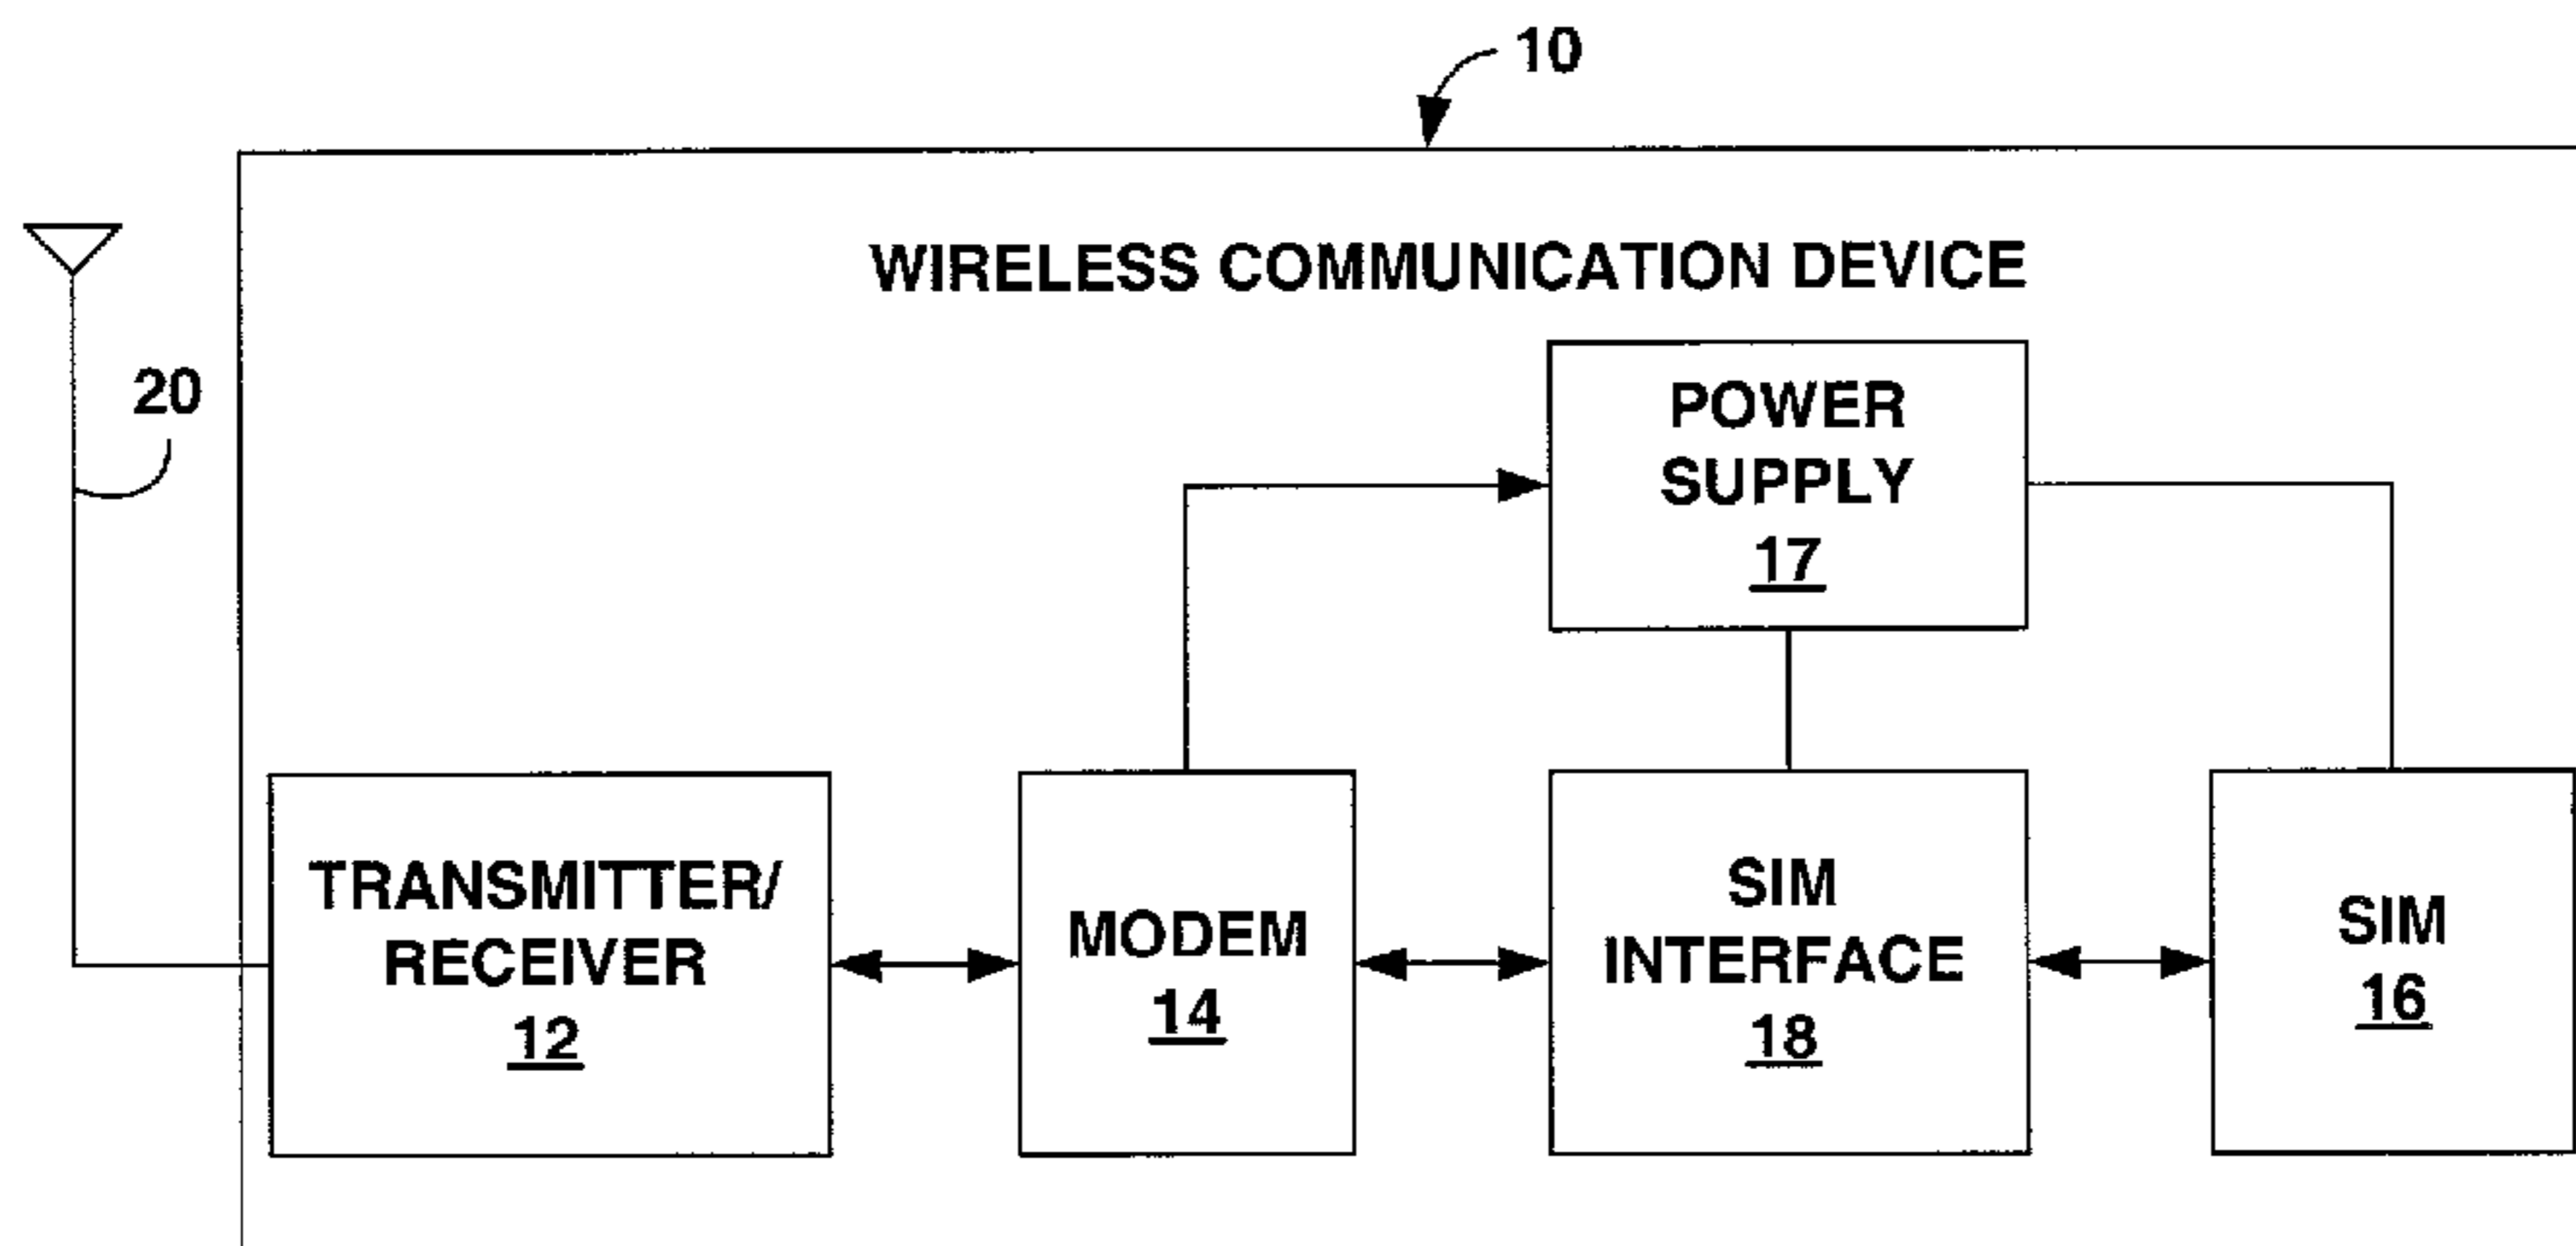 10
WIRELESS COMMUNICATION DEVICE
20
POWER
SUPPLY
17
TRANSMITTER/
RECEIVER
12
MODEM
14
SIM
INTERFACE
18
SIM
16